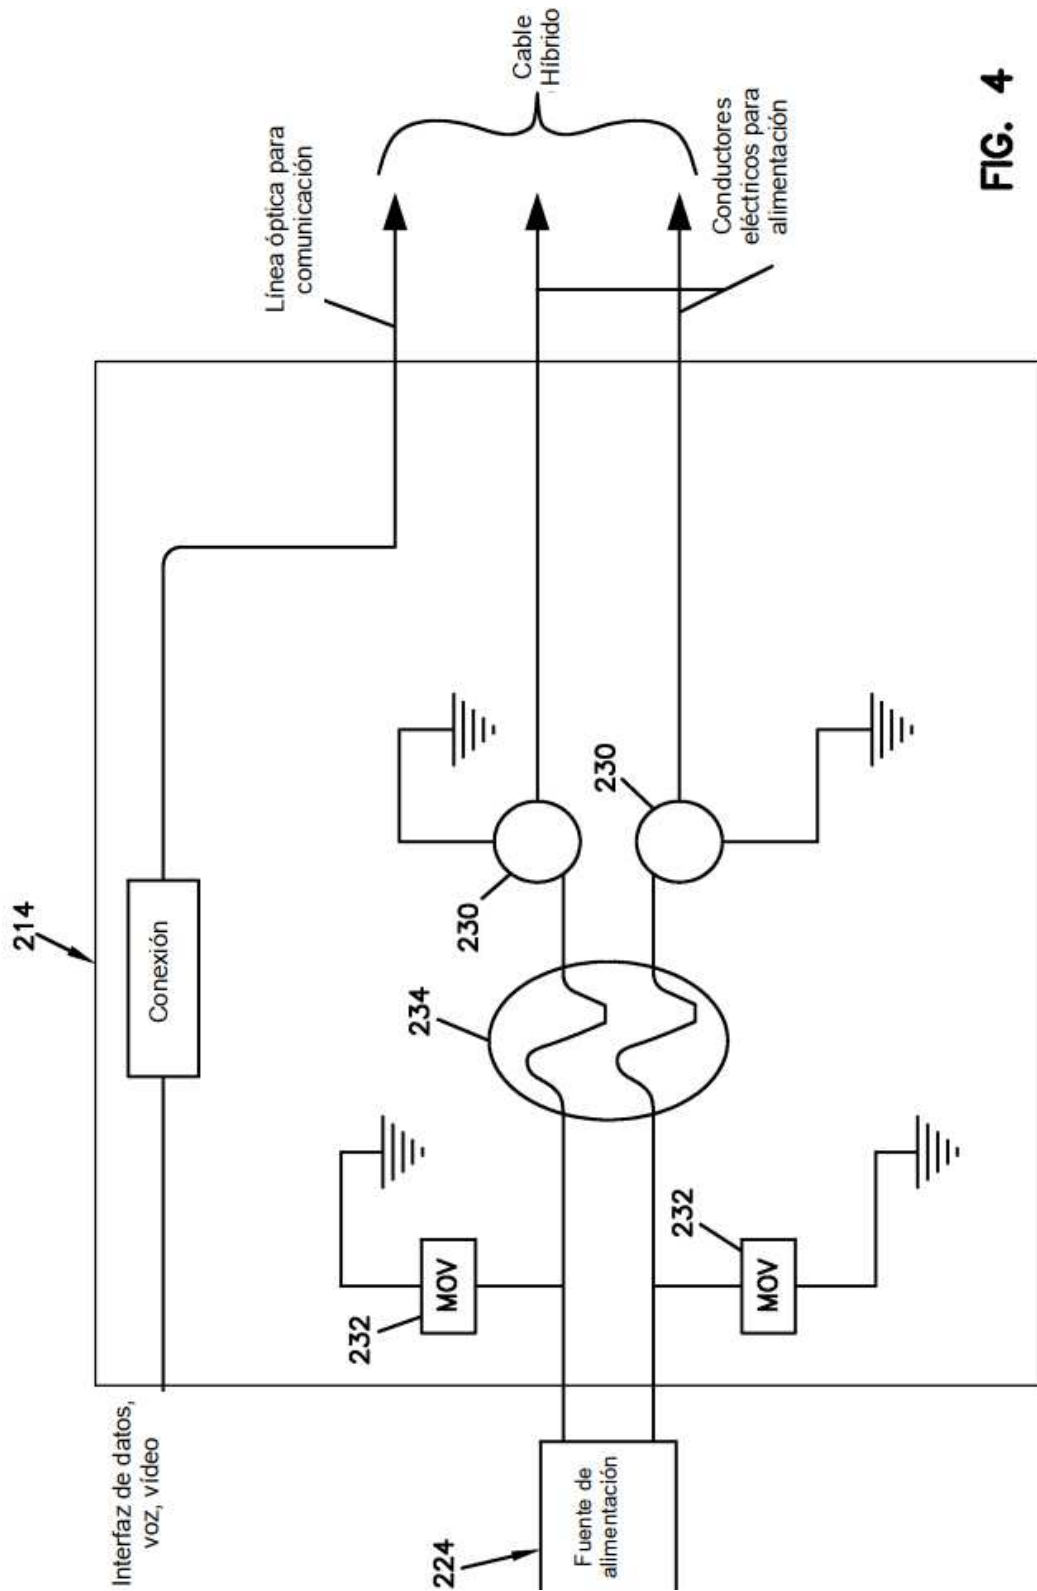 Cable
Híbrido
Línea óptica para
comunicación
Conductores
eléctricos para
alimentación
FIG. 4
214
Conexión
230
230
234
232
MOV
232
MOV
Interfaz de datos,
voz, vídeo
224
Fuente de
alimentación